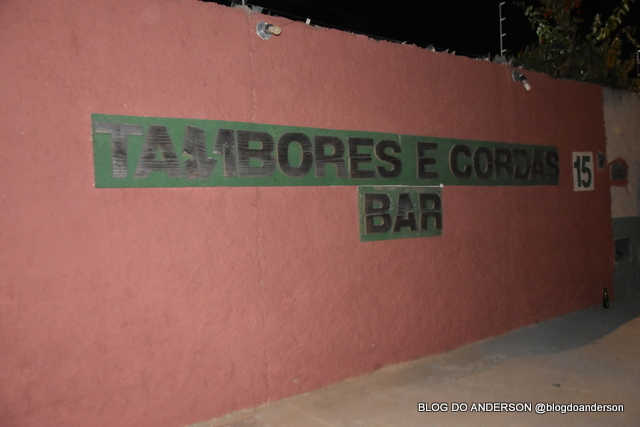 TAMBORES E CORDAS
15
BAR
BLOG DO ANDERSON @blogdoanderson